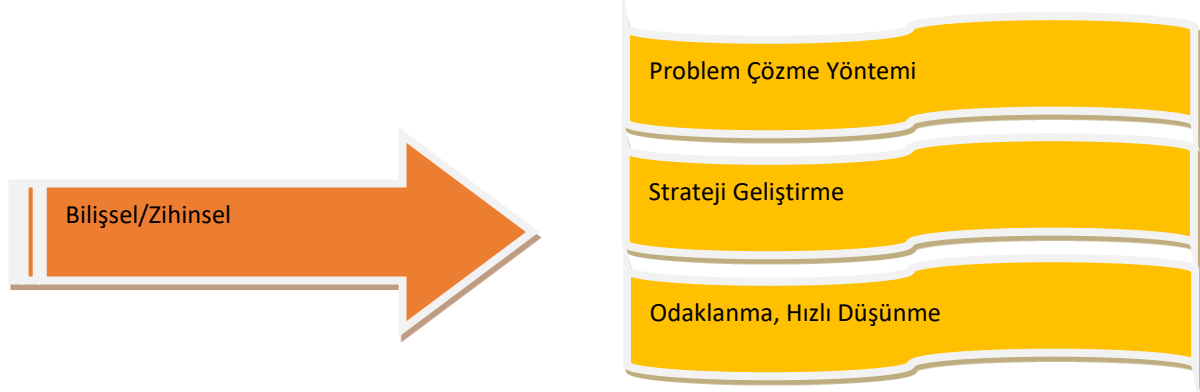 Problem Çözme Yöntemi
Bilişsel/Zihinsel
Strateji Geliştirme
Odaklanma, Hızlı Düşünme